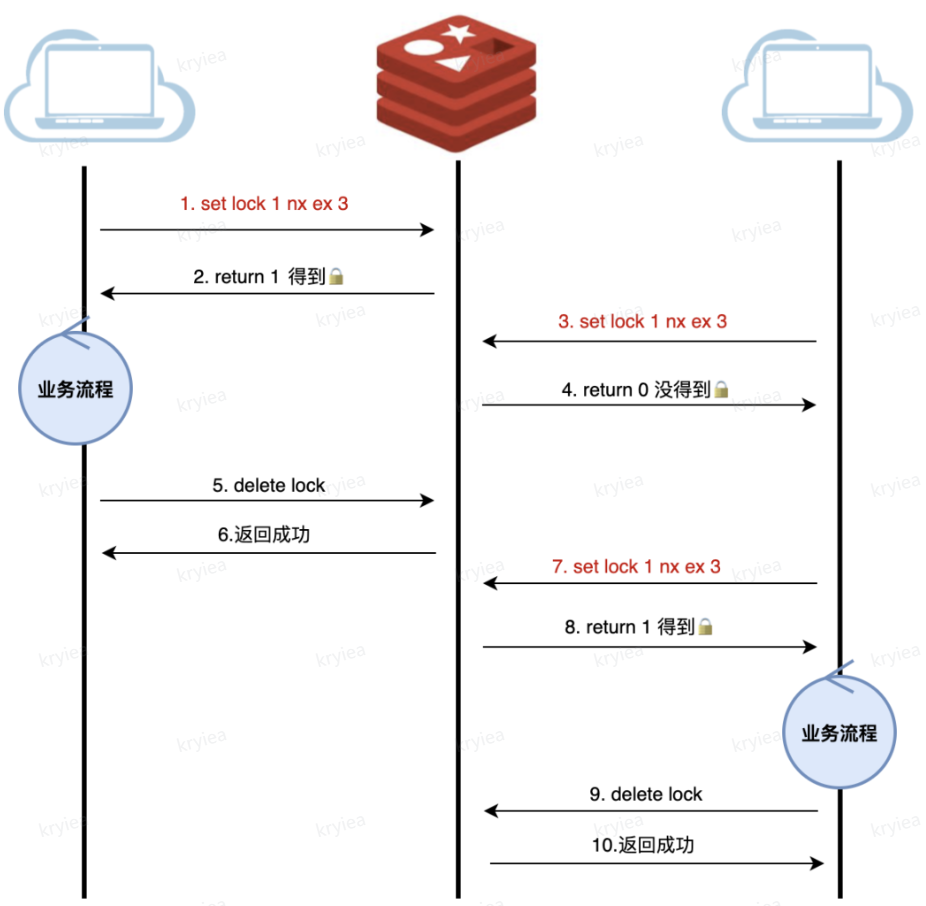 1. set lock 1 nx ex 3
2. return 1 得到🔒
3. set lock 1 nx ex 3
业务流程
4. return 0 没得到🔒
5. delete lock
6.返回成功
7. set lock 1 nx ex 3
8. return 1 得到🔒
业务流程
9. delete lock
10.返回成功
kryiea